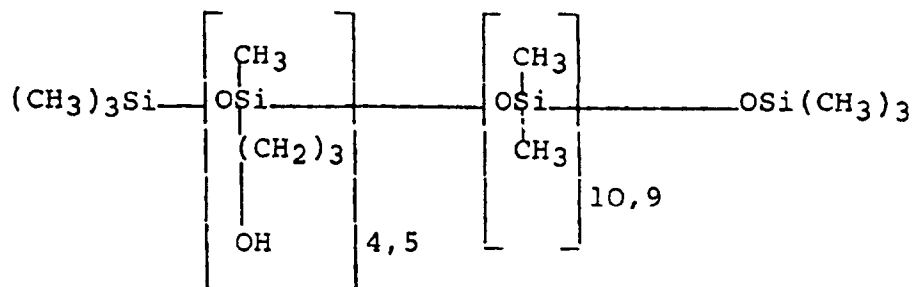 CH3 CH3
(CH3)3Si OSi OSi OSi(CH3)3
(CH2)3 CH3
10,9
OH 4,5